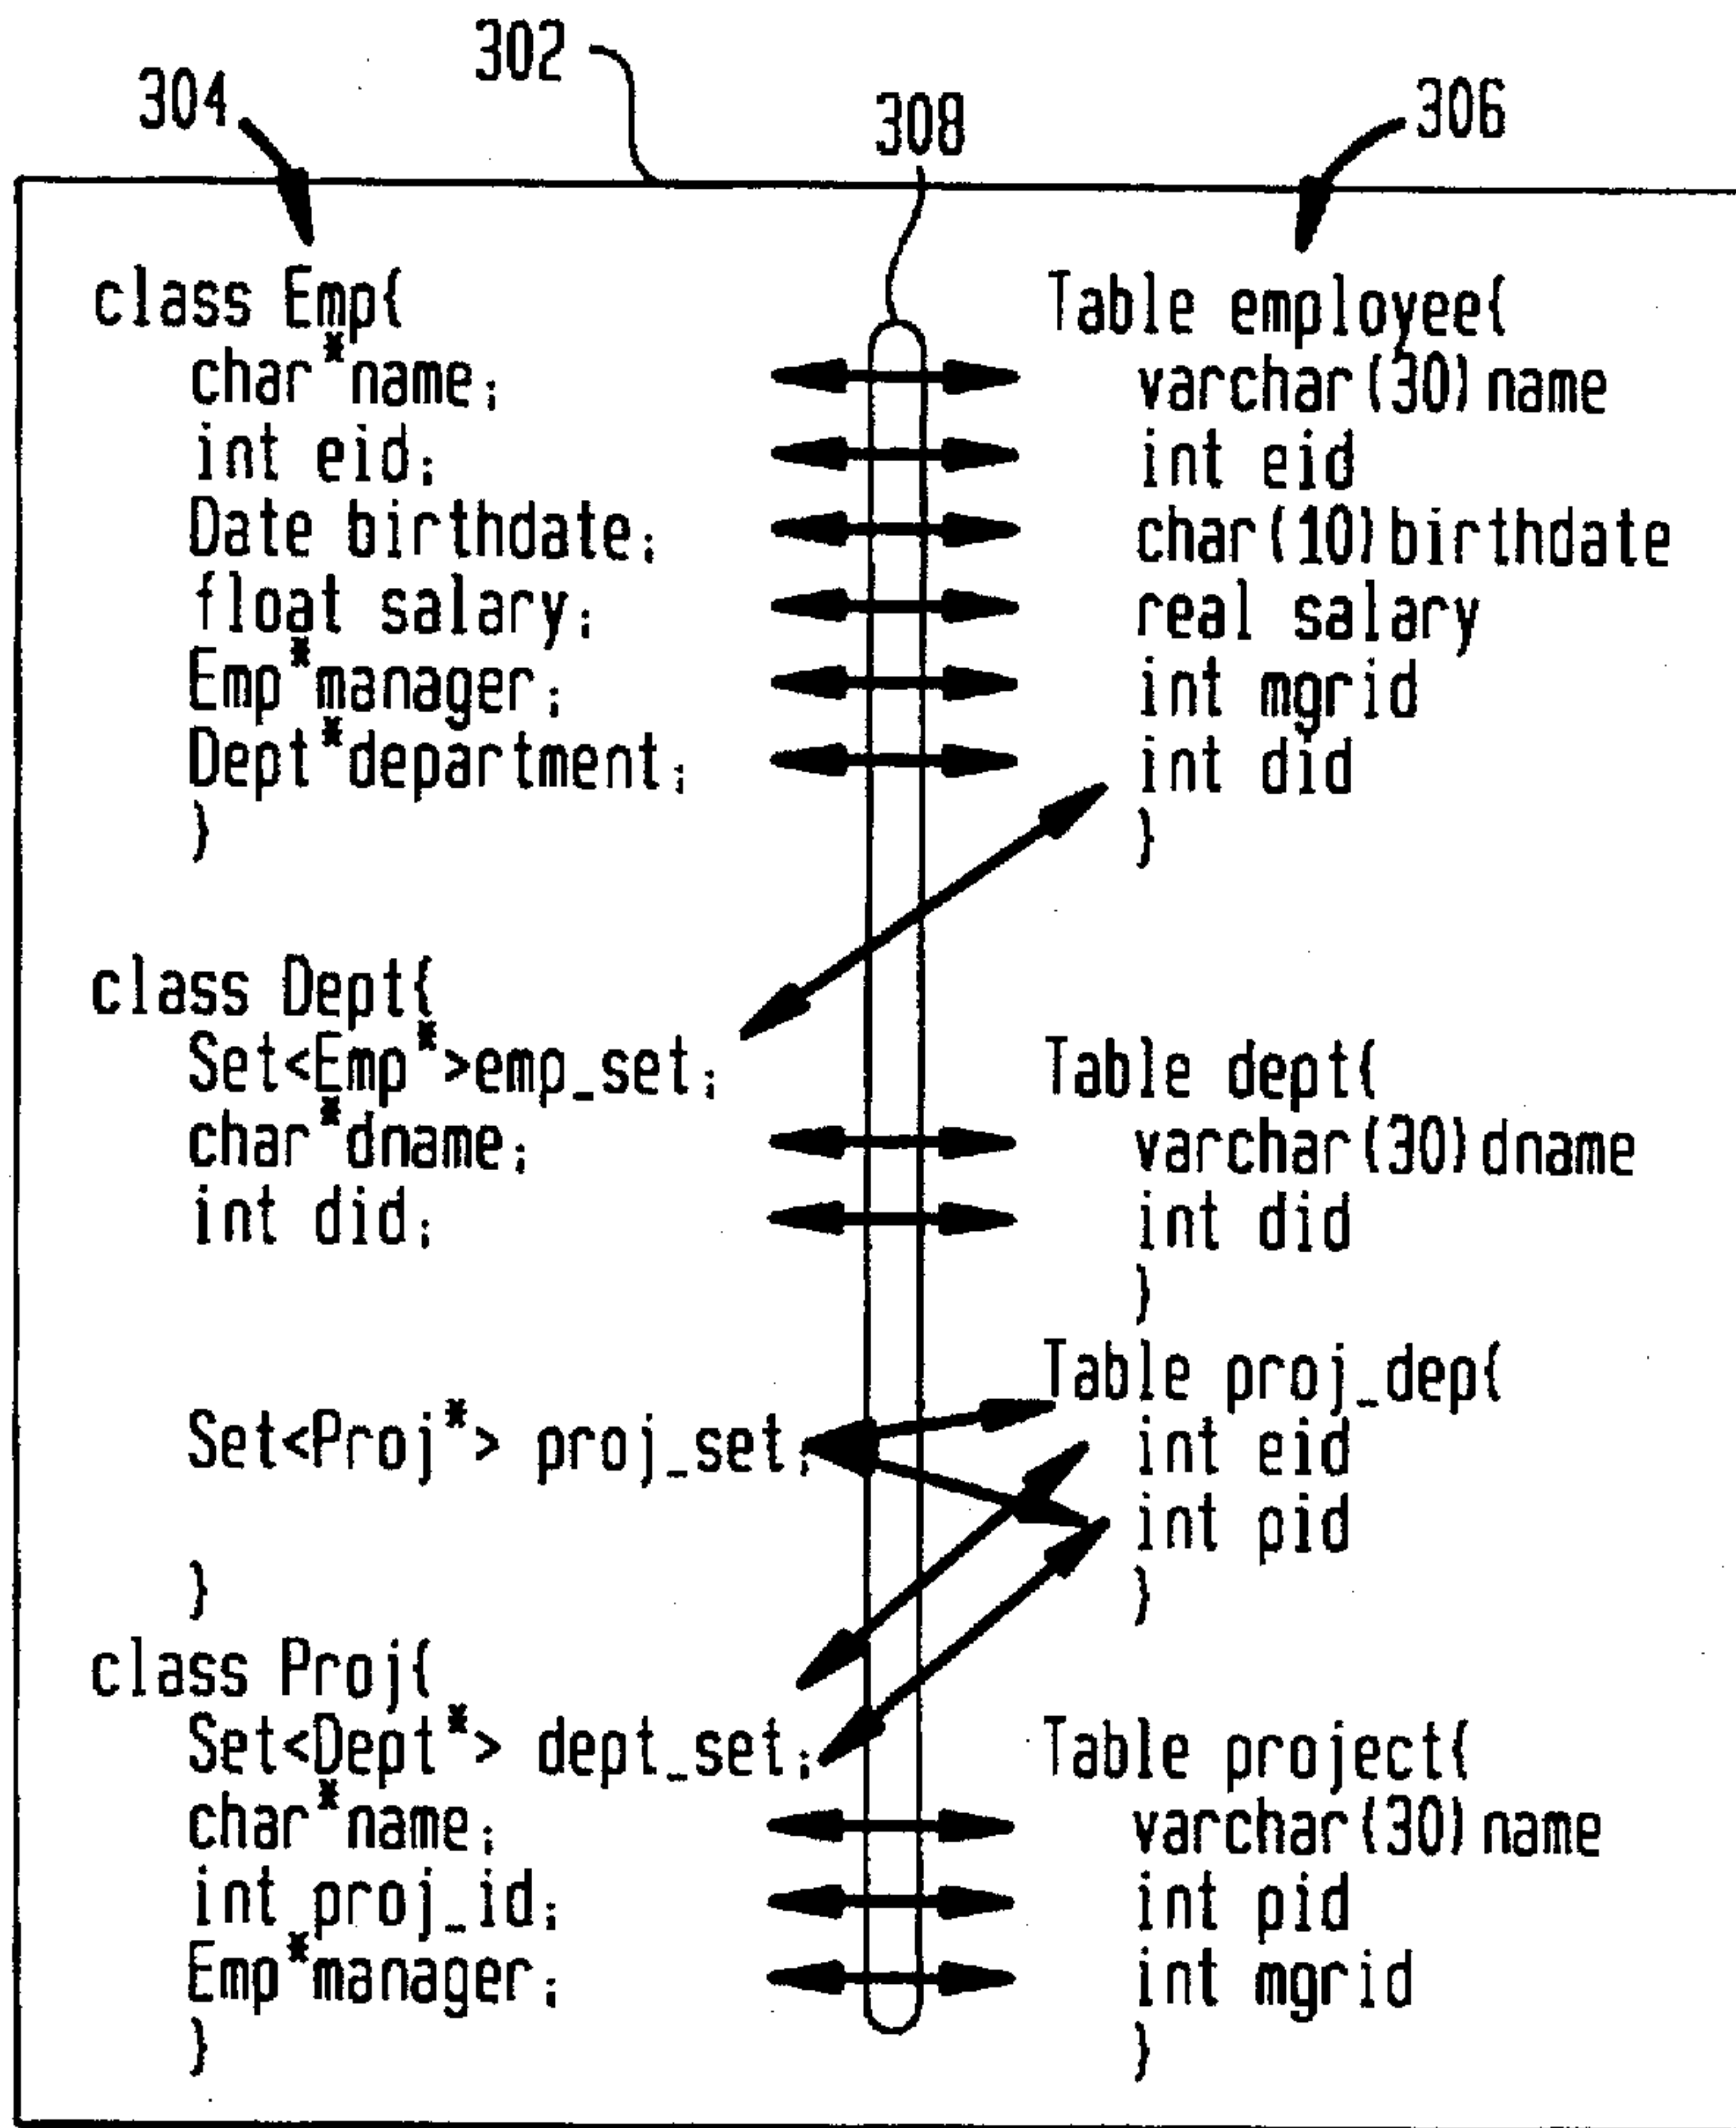 302
304
308
306
class Emp{
char*name;
int eid;
Date birthdate;
float salary;
Emp*manager;
Dept*department;
}
class Dept{
Set<Emp*>emp_set;
char*dname;
int did;
Set<Proj*> proj_set;
}
class Proj{
Set<Dept*> dept_set;
char*name;
int proj_id;
Emp*manager;
}
Table employee{
varchar(30)name
int eid
char(10)birthdate
real salary
int mgrid
int did
}
Table dept{
varchar(30)dname
int did
}
Table proj_dep{
int eid
int pid
}
Table project{
varchar(30)name
int pid
int mgrid
}